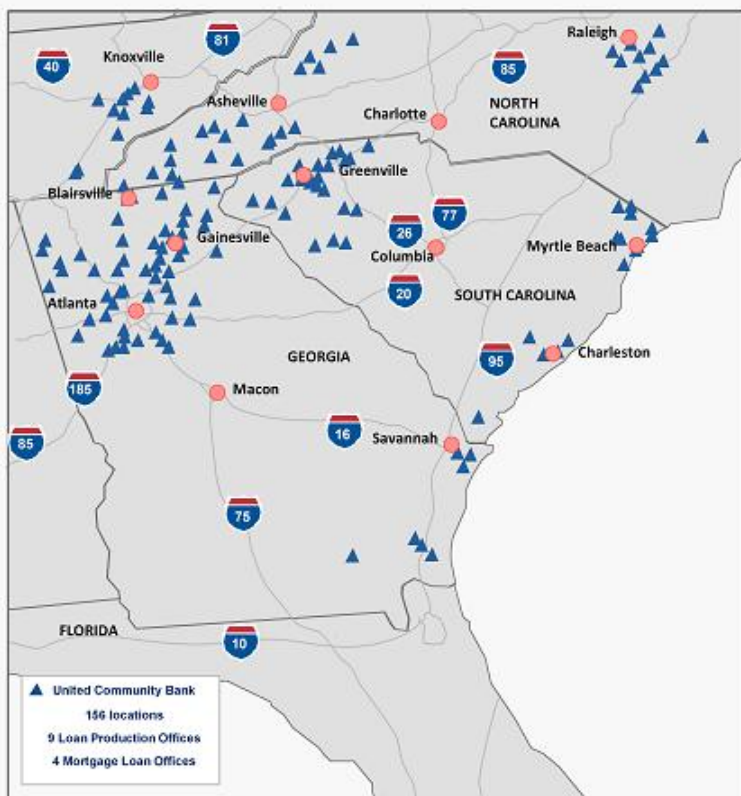 Raleigh
81
40
Knoxville
85
Asheville
NORTH
CAROLINA
Charlotte
Greenville
Blairsville
77
26
Gainesville
Columbia
Myrtle Beach
20
SOUTH CAROLINA
Atlanta
GEORGIA
95
Charleston
185
Macon
16
Savannah
85
75
FLORIDA
10
United Community Bank
156 locations
9 Loan Production Offices
4 Mortgage Loan Offices